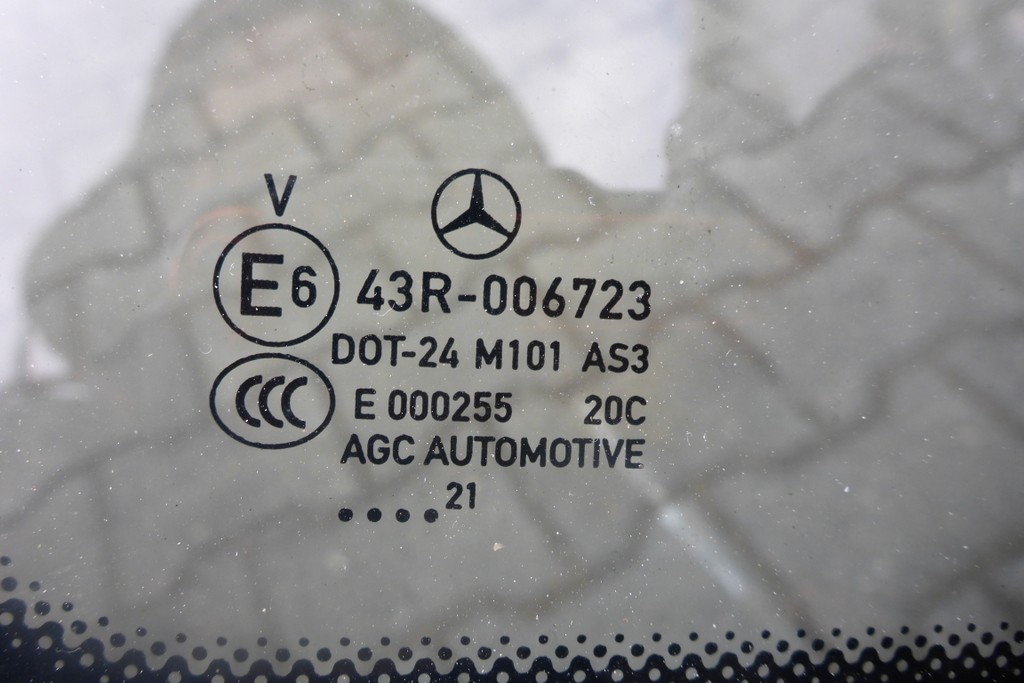 V
E6 43R-006723
DOT-24 M101 AS3
CCC E 000255 20C
AGC AUTOMOTIVE
....21